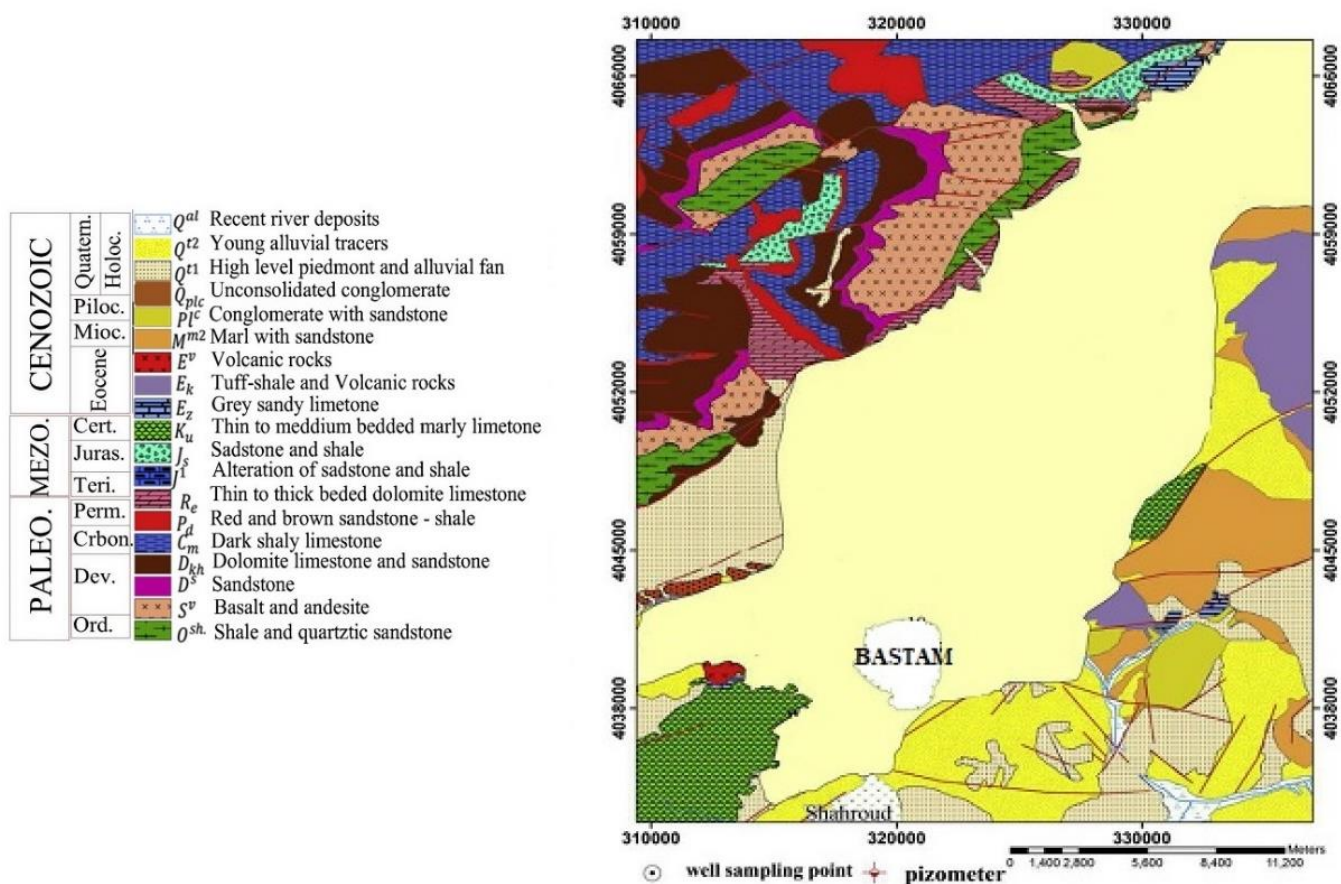 310000 320000 330000
4066000 4066000
4059000 4059000
4052000 4052000
4045000 4045000
4038000 4038000
CENOZOIC
Quatem.
Holoc.
Piloc.
Mioc.
Eocene
MEZO.
Cert.
Juras.
Teri.
PALEO.
Perm.
Crbon.
Dev.
Ord.
Q^al Recent river deposits
Q^t2 Young alluvial tracers
Q^t1 High level piedmont and alluvial fan
Q_plc Unconsolidated conglomerate
Pl^c Conglomerate with sandstone
M^m2 Marl with sandstone
E^v Volcanic rocks
E_k Tuff-shale and Volcanic rocks
E_z Grey sandy limetone
K_u Thin to meddium bedded marly limetone
J_s Sadstone and shale
J^1 Alteration of sadstone and shale
R_e Thin to thick beded dolomite limestone
P_d Red and brown sandstone - shale
C_m Dark shaly limestone
D_kh Dolomite limestone and sandstone
D^s Sandstone
S^v Basalt and andesite
O^sh. Shale and quartztic sandstone
BASTAM
Shahroud
310000 320000 330000
Meters
0 1,400 2,800 5,600 8,400 11,200
well sampling point pizometer